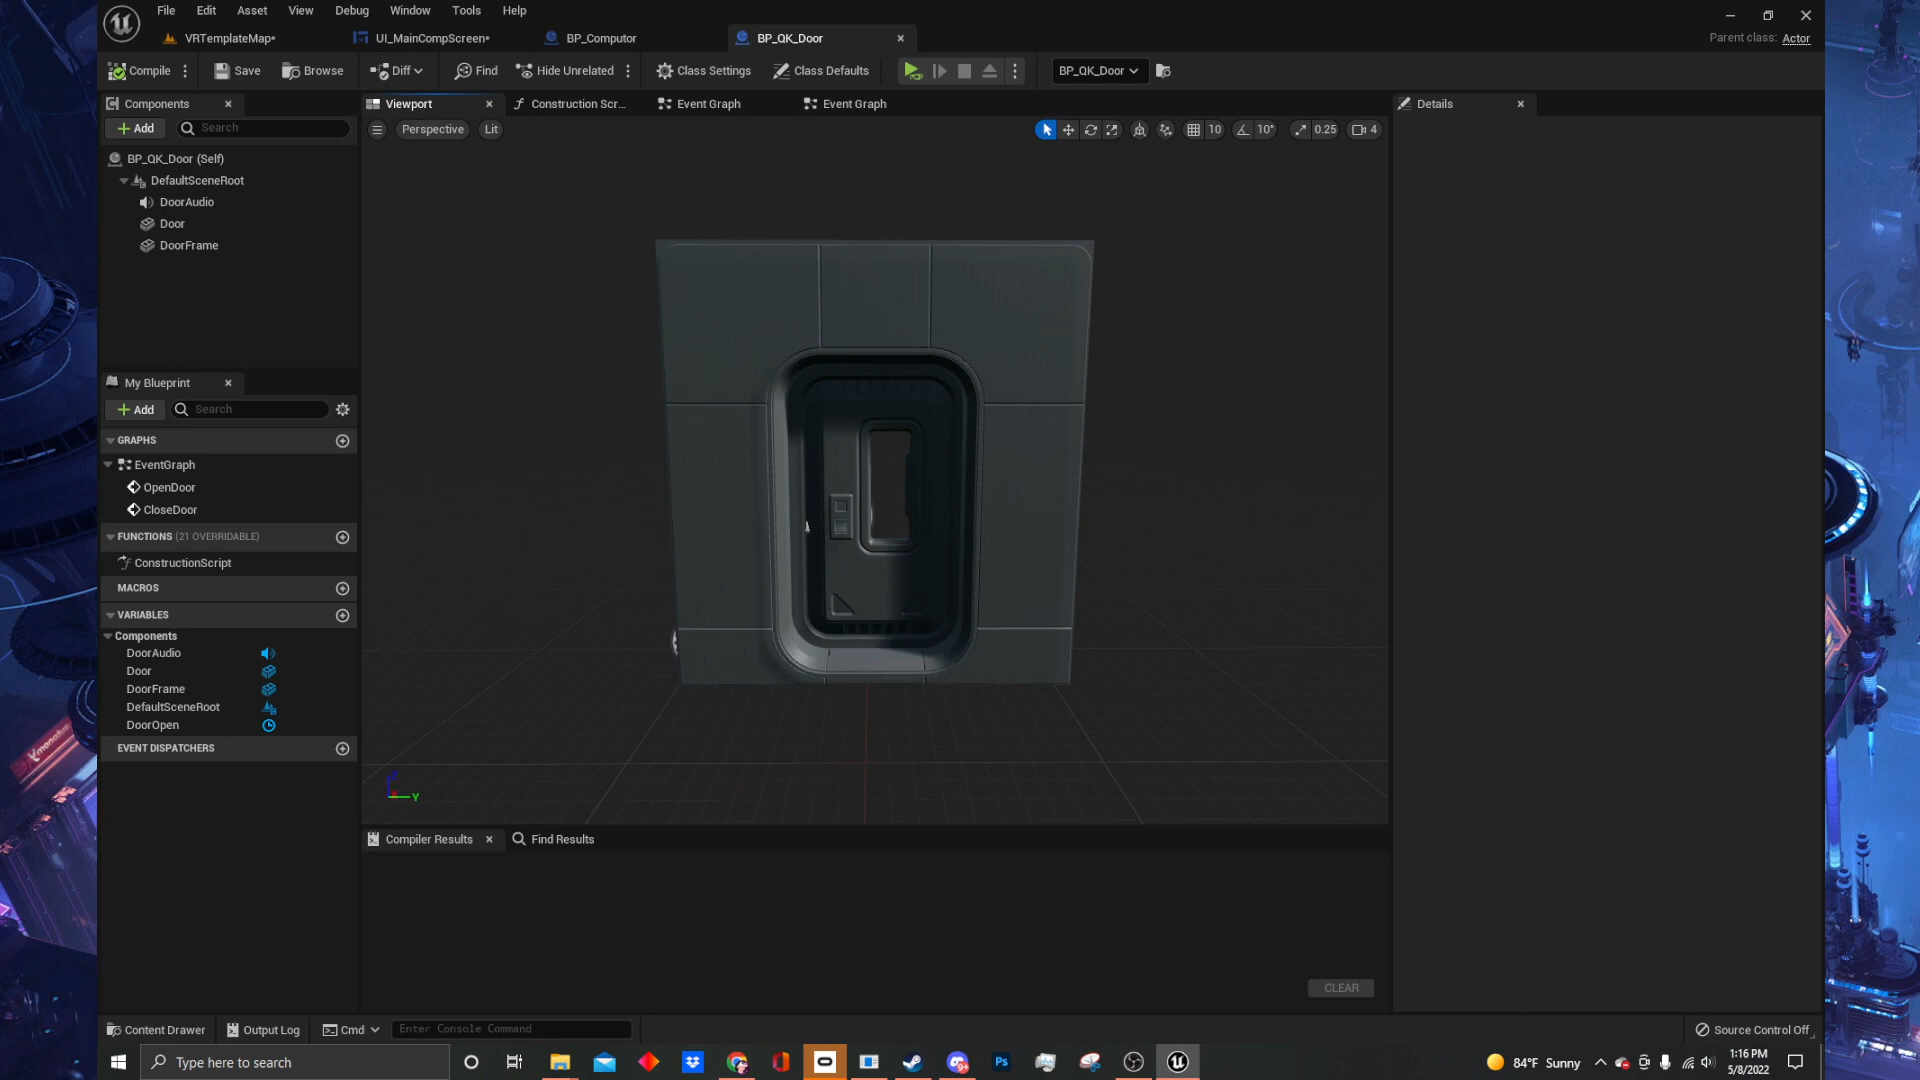 File Edit Asset View Debug Window Tools Help
VRTemplateMap* UI_MainCompScreen* BP_Computor BP_QK_Door
Parent class: Actor
Compile Save Browse Diff Find Hide Unrelated Class Settings Class Defaults BP_QK_Door
Components Viewport Construction Scr... Event Graph Event Graph Details
Add Search Perspective Lit 10 10° 0.25 4
BP_QK_Door (Self)
DefaultSceneRoot
DoorAudio
Door
DoorFrame
My Blueprint
Add Search
GRAPHS
EventGraph
OpenDoor
CloseDoor
FUNCTIONS (21 OVERRIDABLE)
ConstructionScript
MACROS
VARIABLES
Components
DoorAudio
Door
DoorFrame
DefaultSceneRoot
DoorOpen
EVENT DISPATCHERS
Y
Compiler Results Find Results
CLEAR
Content Drawer Output Log Cmd Enter Console Command Source Control Off
Type here to search Ps 84°F Sunny 1:16 PM
5/8/2022